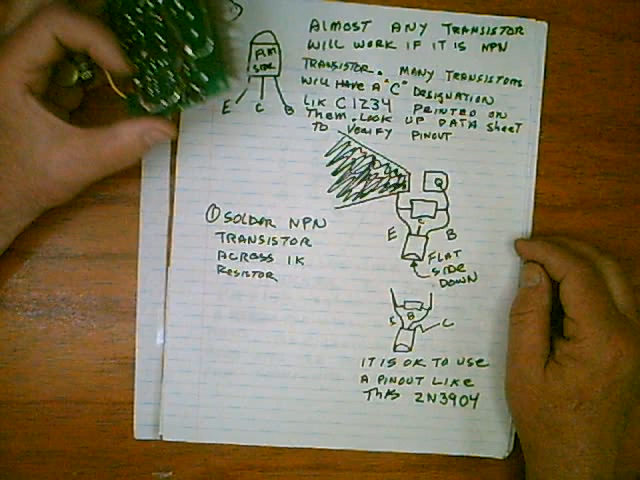 ALMOST ANY TRANSISTOR
WILL WORK IF IT IS NPN
TRANSISTOR. MANY TRANSISTORS
WILL HAVE A "C" DESIGNATION
LIK C1234 PRINTED ON
THEM. LOOK UP DATA SHEET
TO VERIFY PINOUT
FLAT
SIDE
E C B
① SOLDER NPN
TRANSISTOR
ACROSS 1K
RESISTOR
Q
C
E B
FLAT
SIDE
DOWN
E B C
IT IS OK TO USE
A PINOUT LIKE
THIS 2N3904